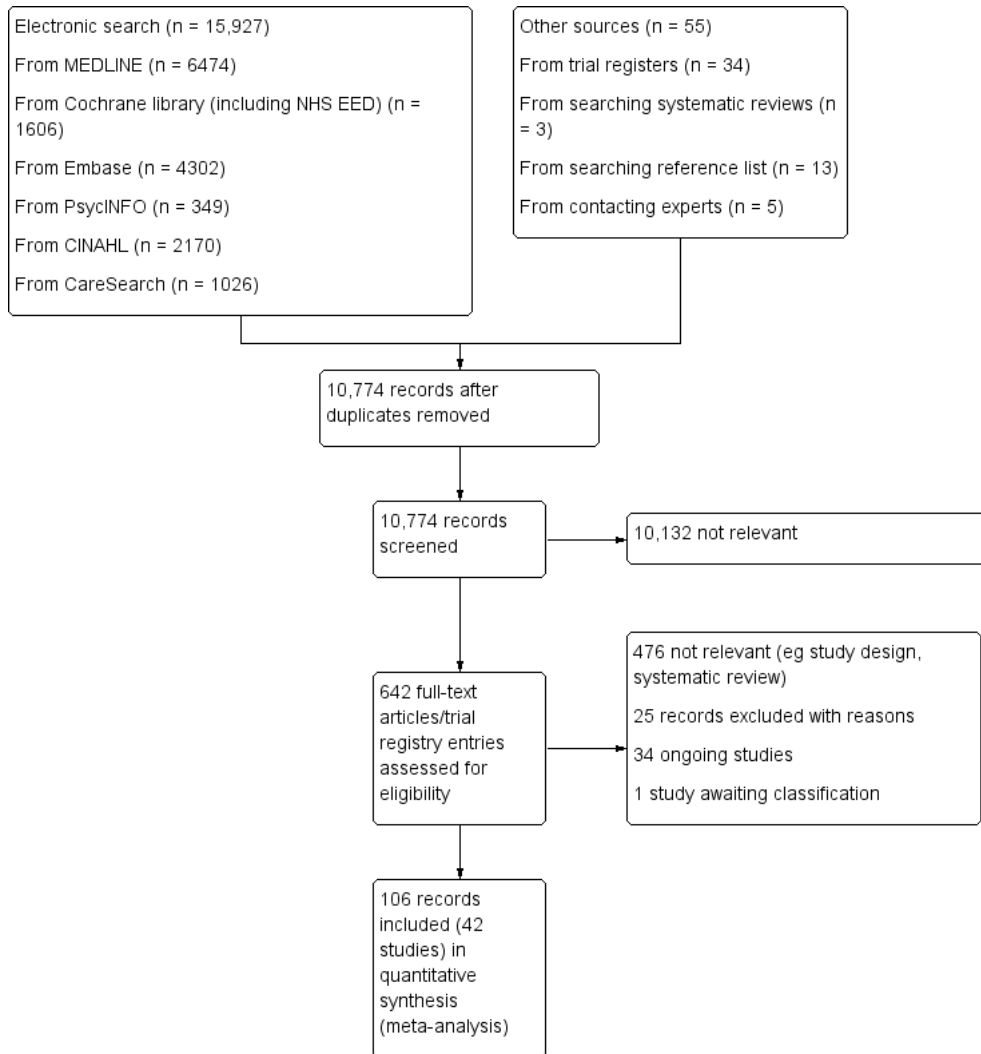 Electronic search (n = 15,927)
From MEDLINE (n = 6474)
From Cochrane library (including NHS EED) (n =
1606)
From Embase (n = 4302)
From PsycINFO (n = 349)
From CINAHL (n = 2170)
From CareSearch (n = 1026)
Other sources (n = 55)
From trial registers (n = 34)
From searching systematic reviews (n
= 3)
From searching reference list (n = 13)
From contacting experts (n = 5)
10,774 records after
duplicates removed
10,774 records
screened
10,132 not relevant
642 full-text
articles/trial
registry entries
assessed for
eligibility
476 not relevant (eg study design,
systematic review)
25 records excluded with reasons
34 ongoing studies
1 study awaiting classification
106 records
included (42
studies) in
quantitative
synthesis
(meta-analysis)